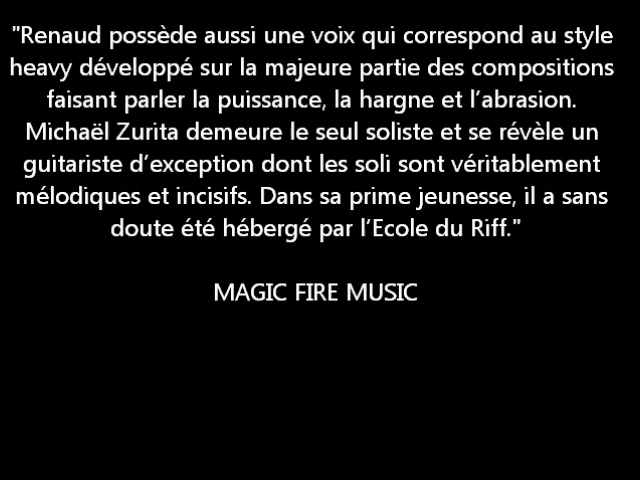 "Renaud possède aussi une voix qui correspond au style
heavy développé sur la majeure partie des compositions
faisant parler la puissance, la hargne et l’abrasion.
Michaël Zurita demeure le seul soliste et se révèle un
guitariste d’exception dont les soli sont véritablement
mélodiques et incisifs. Dans sa prime jeunesse, il a sans
doute été hébergé par l’Ecole du Riff."
MAGIC FIRE MUSIC